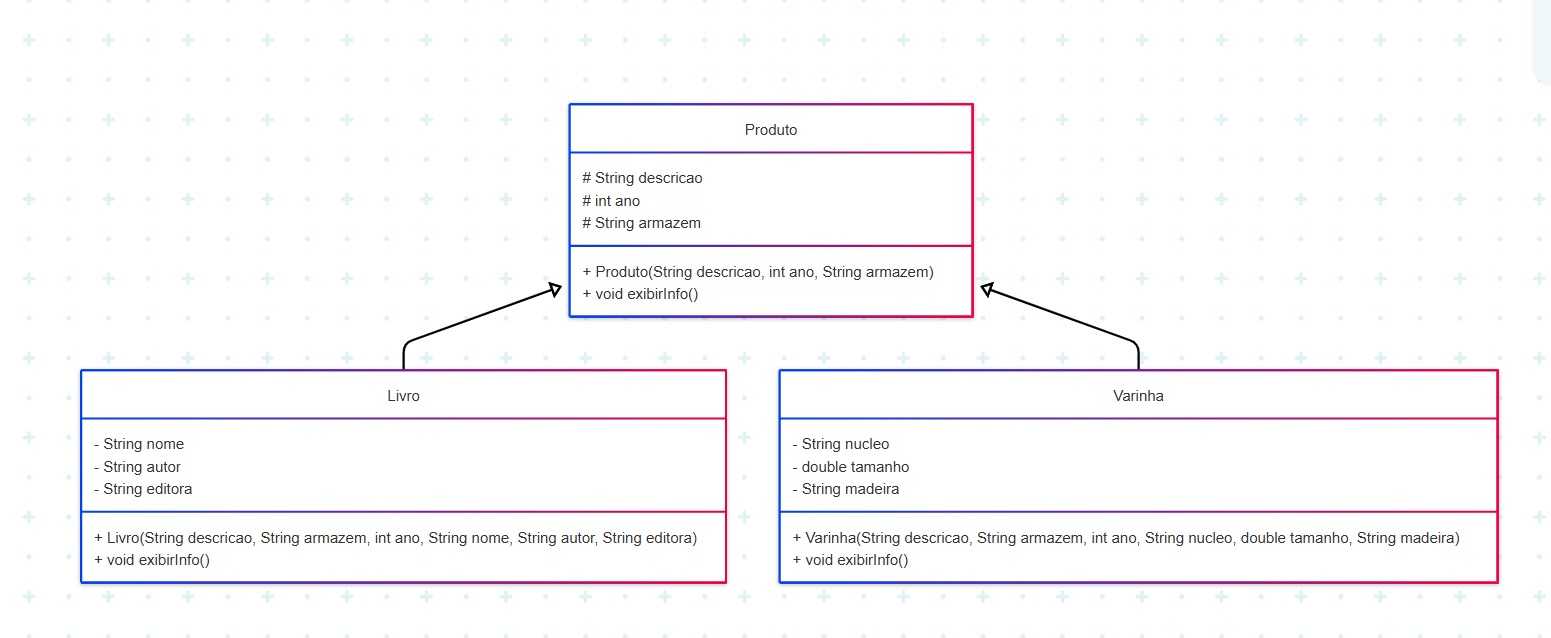 Produto
# String descricao
# int ano
# String armazem
+ Produto(String descricao, int ano, String armazem)
+ void exibirInfo()
Livro
- String nome
- String autor
- String editora
+ Livro(String descricao, String armazem, int ano, String nome, String autor, String editora)
+ void exibirInfo()
Varinha
- String nucleo
- double tamanho
- String madeira
+ Varinha(String descricao, String armazem, int ano, String nucleo, double tamanho, String madeira)
+ void exibirInfo()